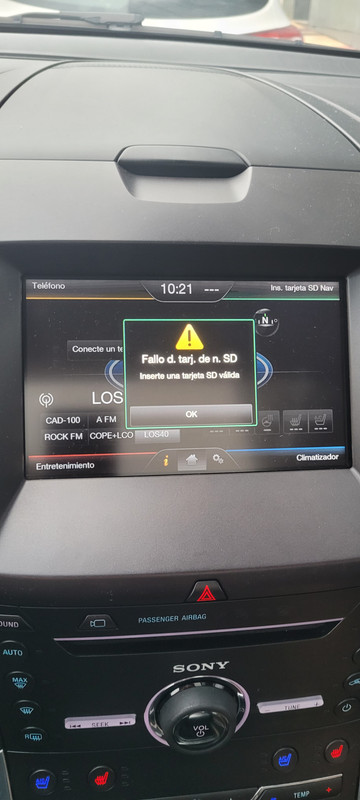 Teléfono
10:21 ---
Ins. tarjeta SD Nav
N
Fallo d. tarj. de n. SD
Inserte una tarjeta SD válida
OK
Conecte un te
LOS
CAD-100
A FM
ROCK FM
COPE+LCO
LOS40
Entretenimiento
i
Climatizador
OUND
PASSENGER AIRBAG
AUTO
SONY
MAX
R
SEEK
VOL
TUNE +
TEMP +